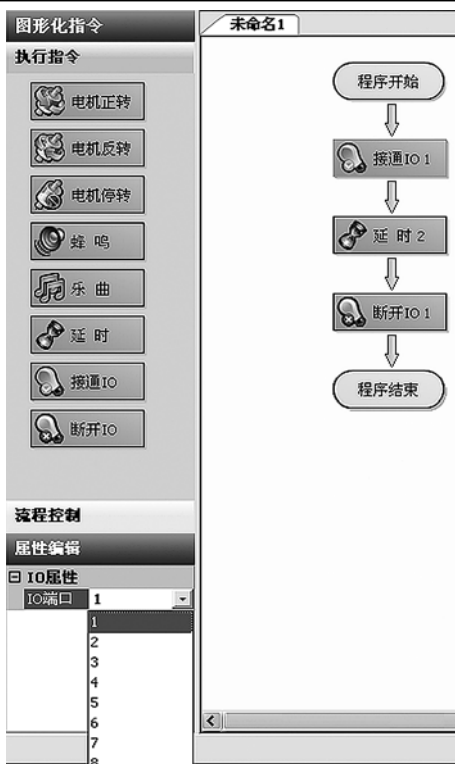 图形化指令
执行指令
电机正转
电机反转
电机停转
蜂 鸣
乐 曲
延 时
接通IO
断开IO
流程控制
属性编辑
IO属性
IO端口 1
1
2
3
4
5
6
7
8
未命名1
程序开始
接通IO 1
延 时 2
断开IO 1
程序结束